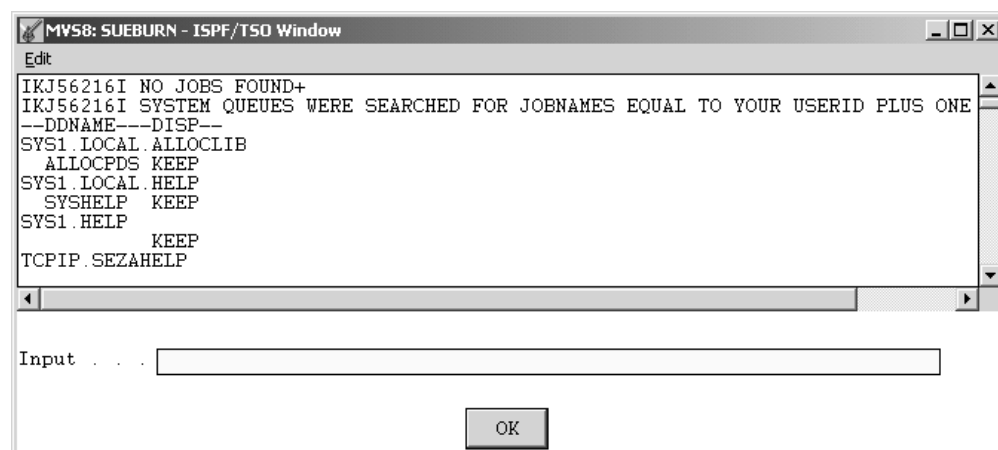 MVS8: SUEBURN - ISPF/TSO Window
Edit
IKJ56216I NO JOBS FOUND+
IKJ56216I SYSTEM QUEUES WERE SEARCHED FOR JOBNAMES EQUAL TO YOUR USERID PLUS ONE
--DDNAME---DISP--
SYS1.LOCAL.ALLOCLIB
  ALLOCPDS KEEP
SYS1.LOCAL.HELP
  SYSHELP  KEEP
SYS1.HELP
           KEEP
TCPIP.SEZAHELP
Input . . .
OK